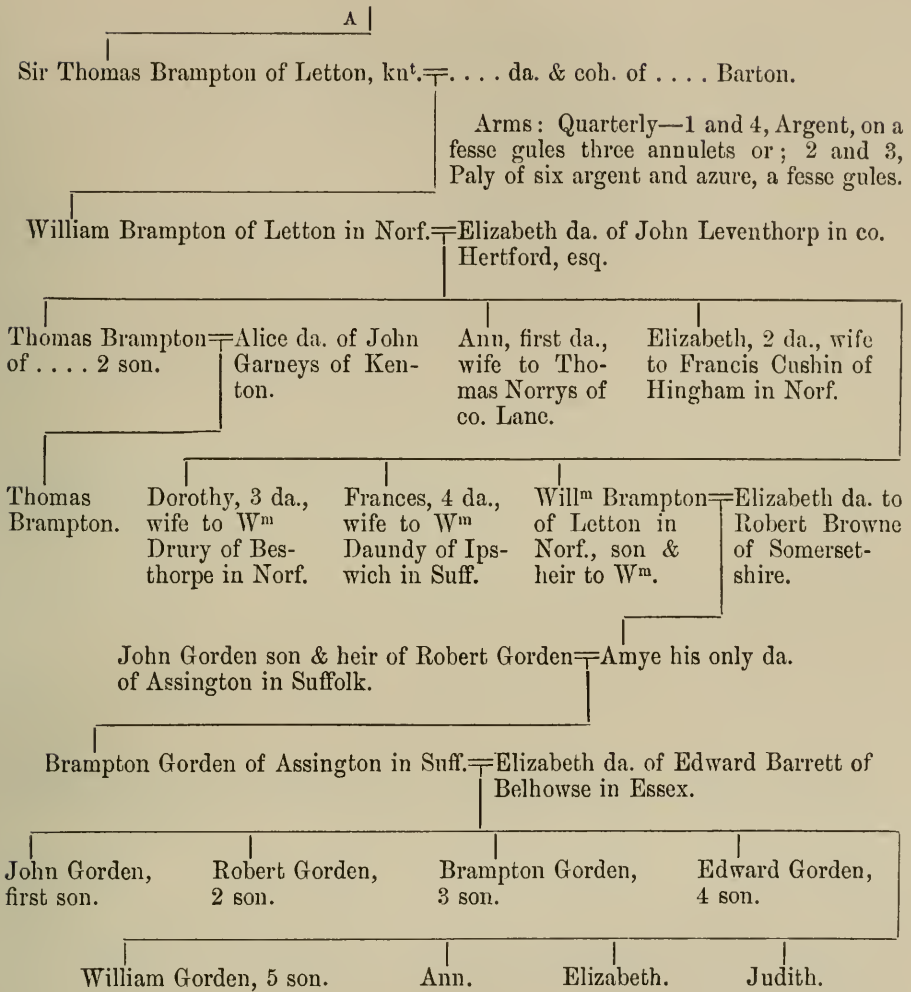 A
Sir Thomas Brampton of Letton, knᵗ. . . . . da. & coh. of . . . . Barton.
Arms: Quarterly—1 and 4, Argent, on a
fesse gules three annulets or; 2 and 3,
Paly of six argent and azure, a fesse gules.
William Brampton of Letton in Norf. Elizabeth da. of John Leventhorp in co.
Hertford, esq.
Thomas Brampton
of . . . . 2 son.
Alice da. of John
Garneys of Ken-
ton.
Ann, first da.,
wife to Tho-
mas Norrys of
co. Lanc.
Elizabeth, 2 da., wife
to Francis Cushin of
Hingham in Norf.
Thomas
Brampton.
Dorothy, 3 da.,
wife to Wᵐ
Drury of Bes-
thorpe in Norf.
Frances, 4 da.,
wife to Wᵐ
Daundy of Ips-
wich in Suff.
Willᵐ Brampton
of Letton in
Norf., son &
heir to Wᵐ.
Elizabeth da. to
Robert Browne
of Somerset-
shire.
John Gorden son & heir of Robert Gorden
of Assington in Suffolk.
Amye his only da.
Brampton Gorden of Assington in Suff. Elizabeth da. of Edward Barrett of
Belhowse in Essex.
John Gorden,
first son.
Robert Gorden,
2 son.
Brampton Gorden,
3 son.
Edward Gorden,
4 son.
William Gorden, 5 son. Ann. Elizabeth. Judith.